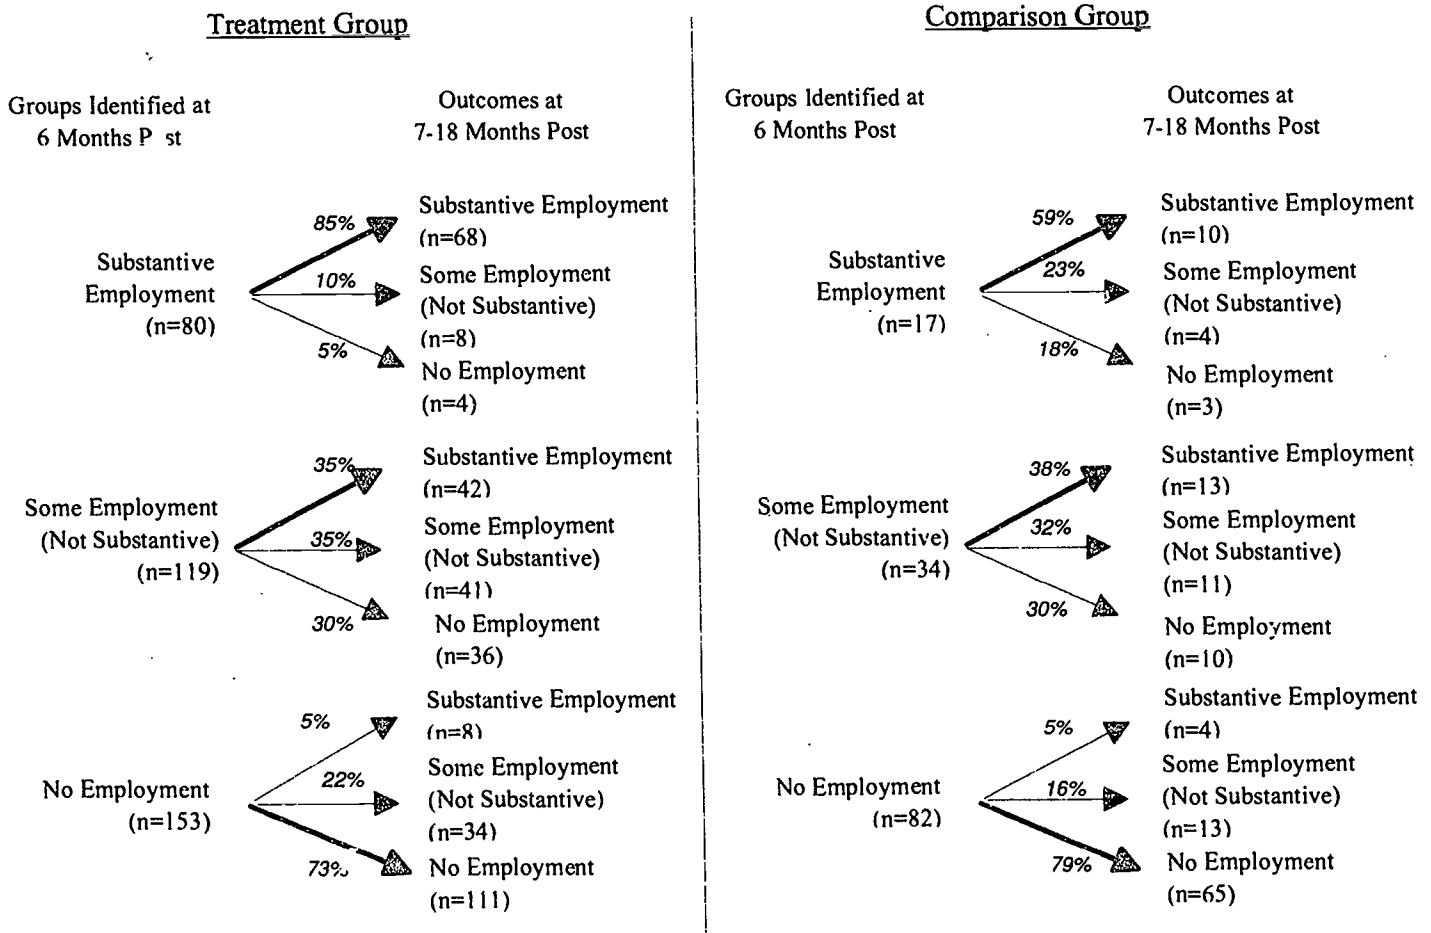 Treatment Group
Groups Identified at
6 Months P st
Outcomes at
7-18 Months Post
Substantive
Employment
(n=80)
85%
10%
5%
Substantive Employment
(n=68)
Some Employment
(Not Substantive)
(n=8)
No Employment
(n=4)
Some Employment
(Not Substantive)
(n=119)
35%
35%
30%
Substantive Employment
(n=42)
Some Employment
(Not Substantive)
(n=41)
No Employment
(n=36)
No Employment
(n=153)
5%
22%
73%
Substantive Employment
(n=8)
Some Employment
(Not Substantive)
(n=34)
No Employment
(n=111)
Comparison Group
Groups Identified at
6 Months Post
Outcomes at
7-18 Months Post
Substantive
Employment
(n=17)
59%
23%
18%
Substantive Employment
(n=10)
Some Employment
(Not Substantive)
(n=4)
No Employment
(n=3)
Some Employment
(Not Substantive)
(n=34)
38%
32%
30%
Substantive Employment
(n=13)
Some Employment
(Not Substantive)
(n=11)
No Employment
(n=10)
No Employment
(n=82)
5%
16%
79%
Substantive Employment
(n=4)
Some Employment
(Not Substantive)
(n=13)
No Employment
(n=65)